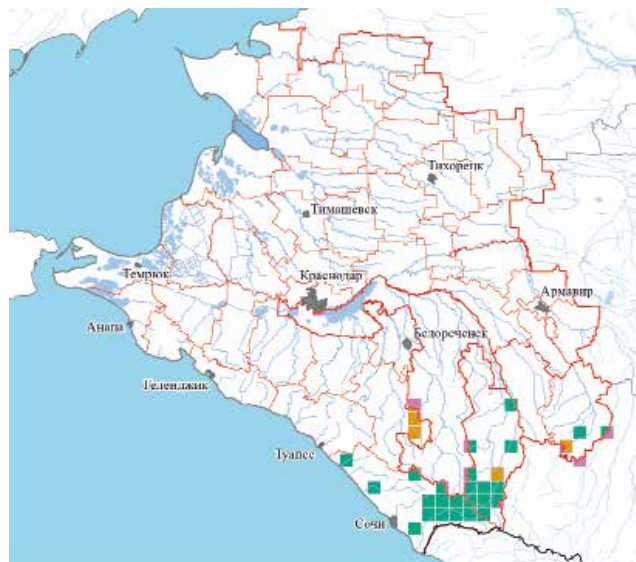 Тихорецк
Тимашевск
Темрюк
Краснодар
Армавир
Анапа
Белореченск
Геленджик
Туапсе
Сочи